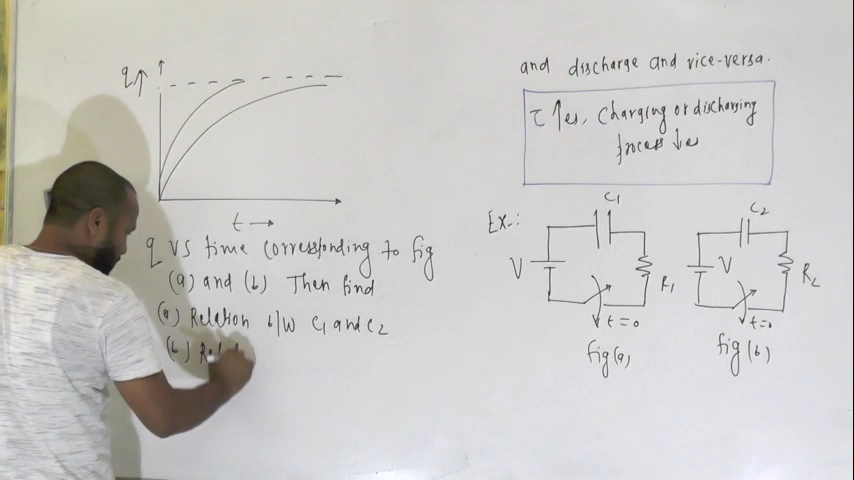 q↑
t →
q vs time corresponding to fig
(a) and (b) Then find
(a) Relation b/w C1 and C2
(b) Rel
and discharge and vice-versa.
τ ↑es, Charging or discharging
process ↓es
Ex-:
C1
V
R1
t=0
fig(a)
C2
V
R2
t=0
fig(b)